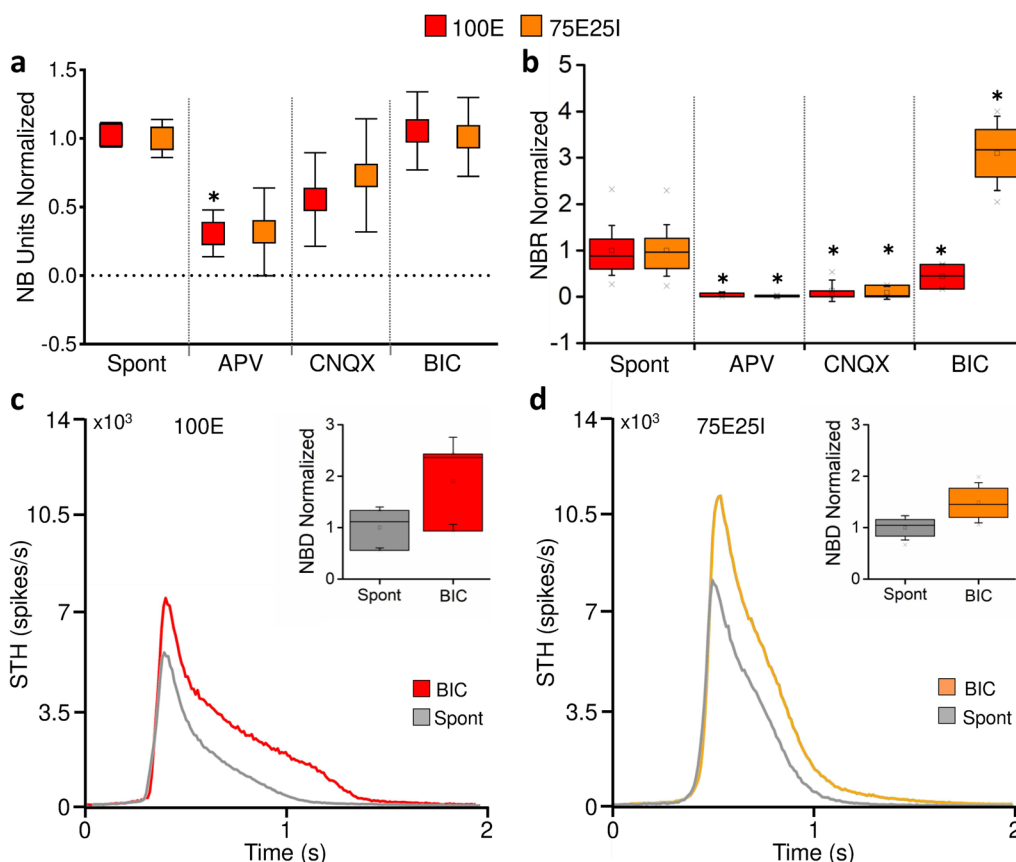 100E 75E25I
a
NB Units Normalized
1.5
1.0
0.5
0.0
-0.5
*
Spont APV CNQX BIC
b
NBR Normalized
5
4
3
2
1
0
-1
* * * * * *
Spont APV CNQX BIC
c
x10³ 100E
STH (spikes/s)
14
10.5
7
3.5
0
0 1 2
Time (s)
NBD Normalized
3
2
1
0
Spont BIC
BIC
Spont
d
x10³ 75E25I
STH (spikes/s)
14
10.5
7
3.5
0
0 1 2
Time (s)
NBD Normalized
3
2
1
0
Spont BIC
BIC
Spont